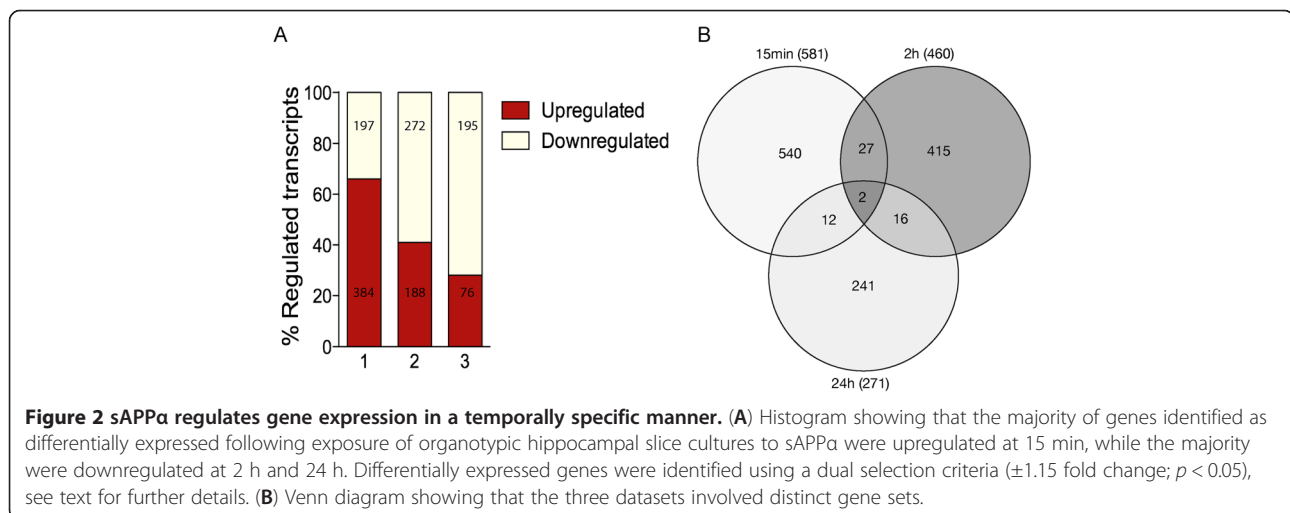 A
% Regulated transcripts
100
80
60
40
20
0
197
272
195
384
188
76
1
2
3
Upregulated
Downregulated
B
15min (581)
2h (460)
540
27
415
2
12
16
241
24h (271)
Figure 2 sAPPα regulates gene expression in a temporally specific manner. (A) Histogram showing that the majority of genes identified as
differentially expressed following exposure of organotypic hippocampal slice cultures to sAPPα were upregulated at 15 min, while the majority
were downregulated at 2 h and 24 h. Differentially expressed genes were identified using a dual selection criteria (±1.15 fold change; p < 0.05),
see text for further details. (B) Venn diagram showing that the three datasets involved distinct gene sets.